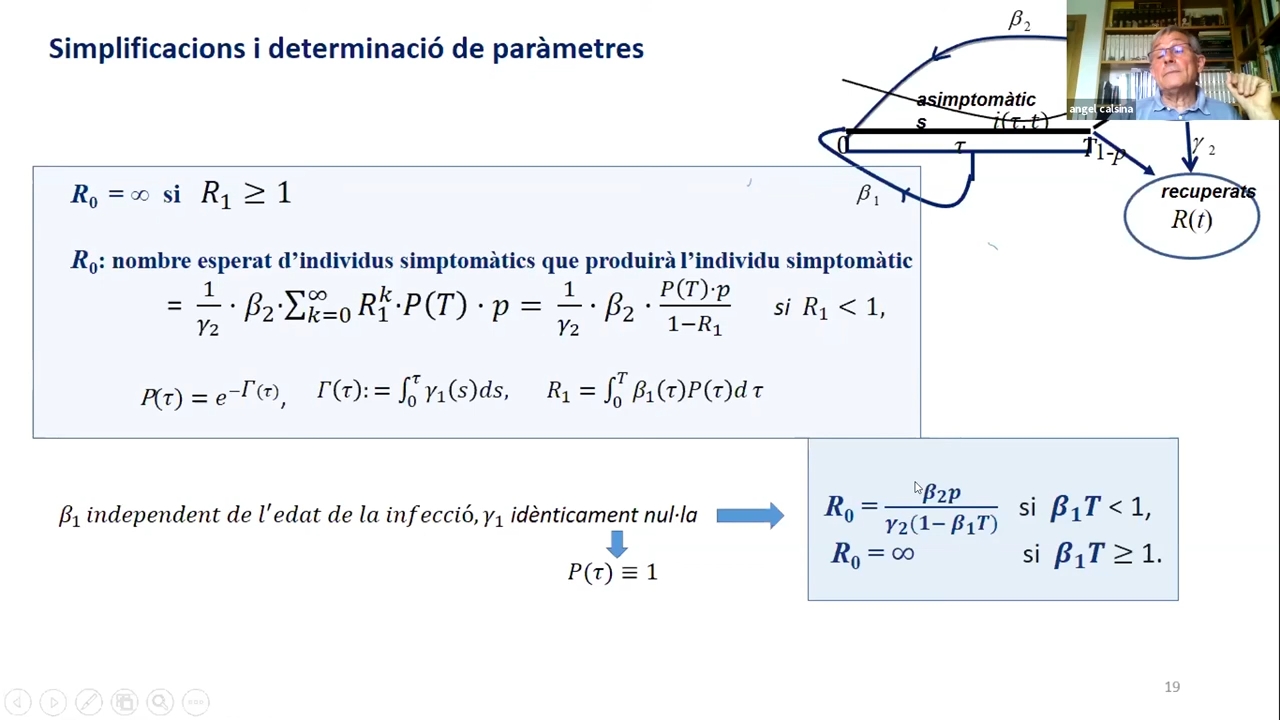 Simplificacions i determinació de paràmetres
β₂
angel calsina
asimptomàtic
s
i(τ,t)
0
τ
T
1-p
γ₂
β₁
recuperats
R(t)
R₀ = ∞ si R₁ ≥ 1
R₀: nombre esperat d’individus simptomàtics que produirà l’individu simptomàtic
= 1/γ₂ · β₂·∑_{k=0}^{∞} R₁ᵏ·P(T) · p = 1/γ₂ · β₂ · P(T)·p/(1−R₁) si R₁ < 1,
P(τ) = e^{−Γ(τ)}, Γ(τ): = ∫₀^τ γ₁(s)ds, R₁ = ∫₀^T β₁(τ)P(τ)d τ
β₁ independent de l′edat de la infecció, γ₁ idènticament nul·la
P(τ) ≡ 1
R₀ = β₂p/(γ₂(1− β₁T)) si β₁T < 1,
R₀ = ∞ si β₁T ≥ 1.
19